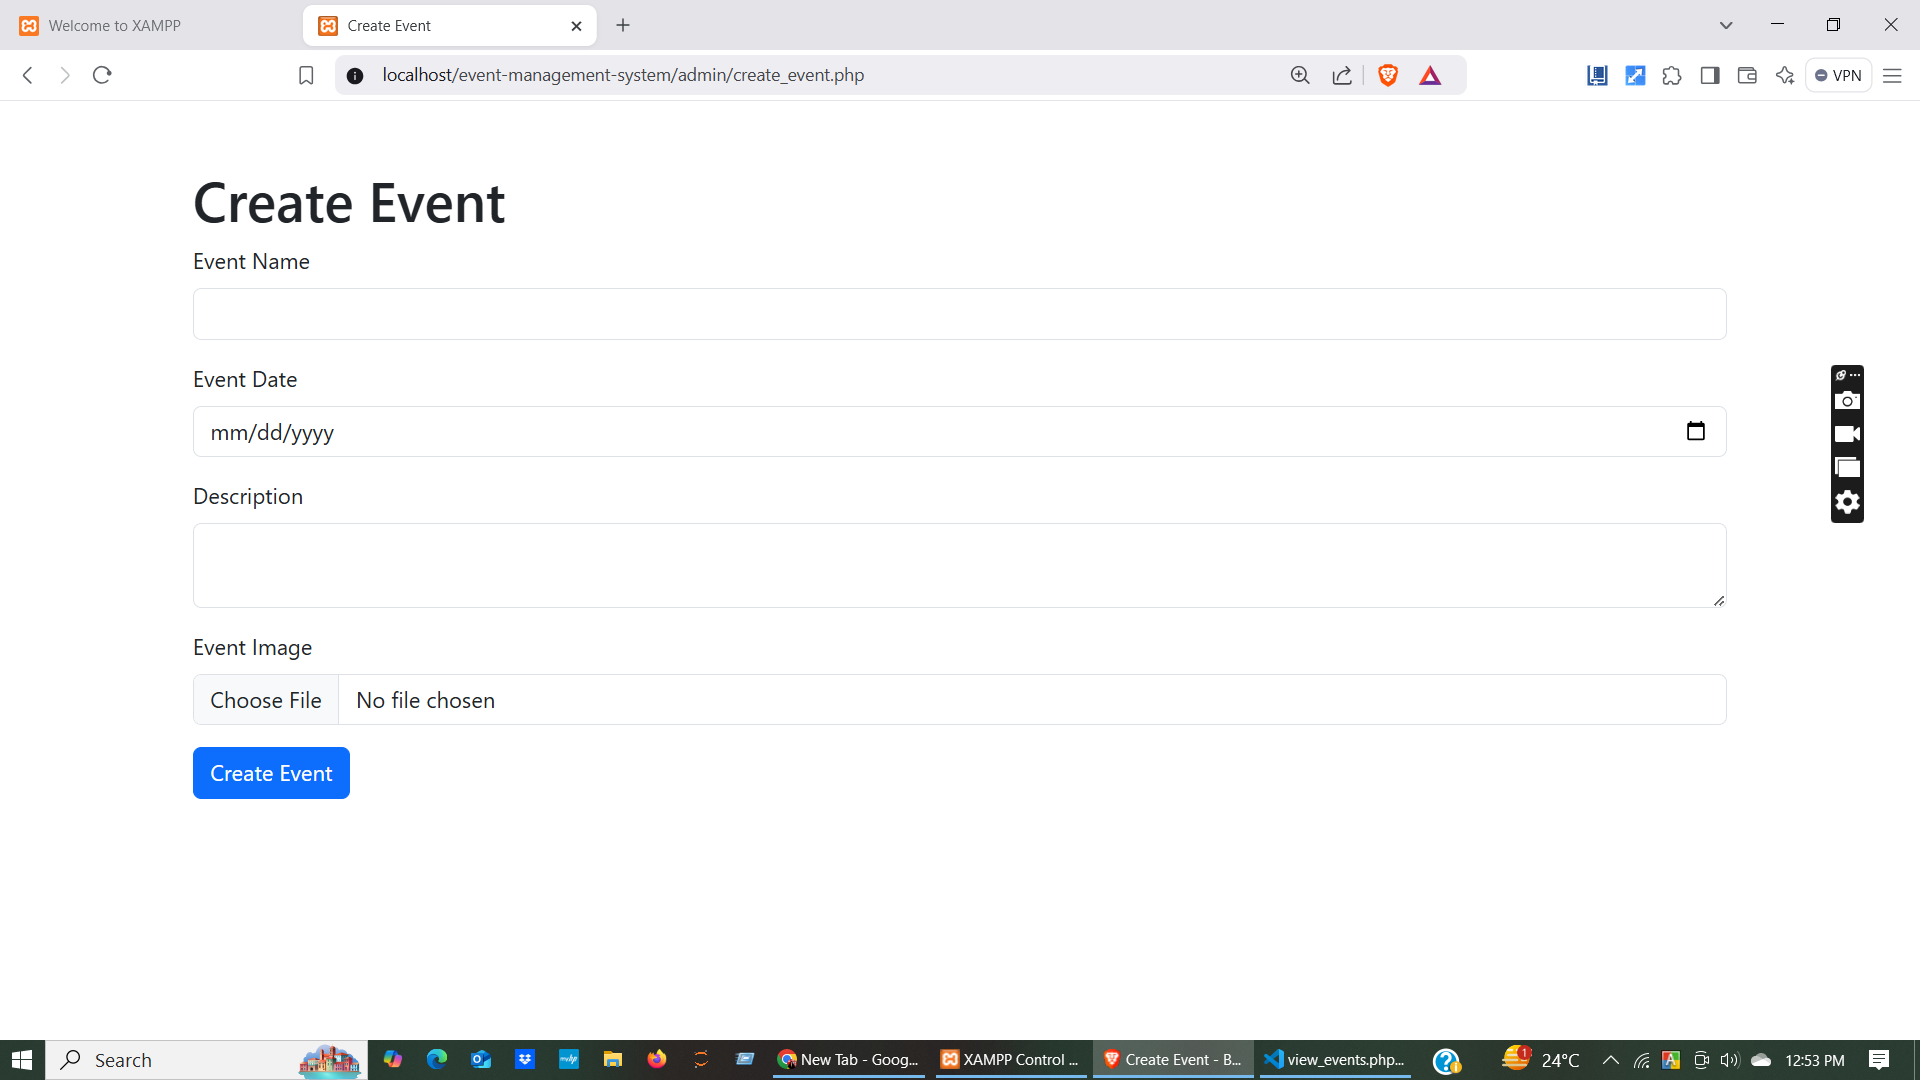 Welcome to XAMPP
Create Event
localhost/event-management-system/admin/create_event.php
VPN
Create Event
Event Name
Event Date
mm/dd/yyyy
Description
Event Image
Choose File
No file chosen
Create Event
Search
New Tab - Goog...
XAMPP Control ...
Create Event - B...
view_events.php...
1
24°C
12:53 PM